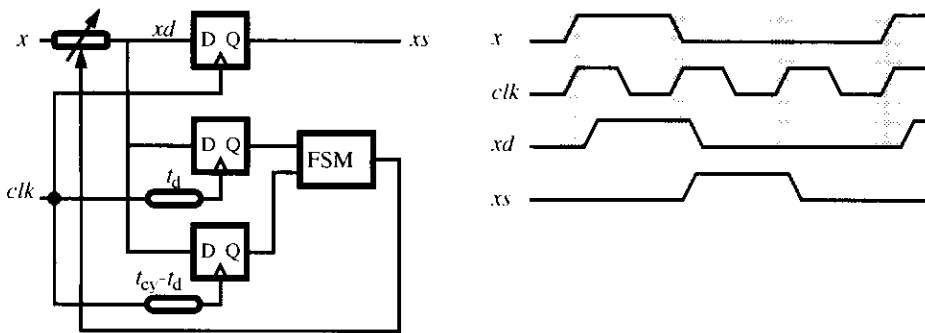 x
xd
D Q
xs
D Q
FSM
clk
t_d
D Q
t_cy-t_d
x
clk
xd
xs